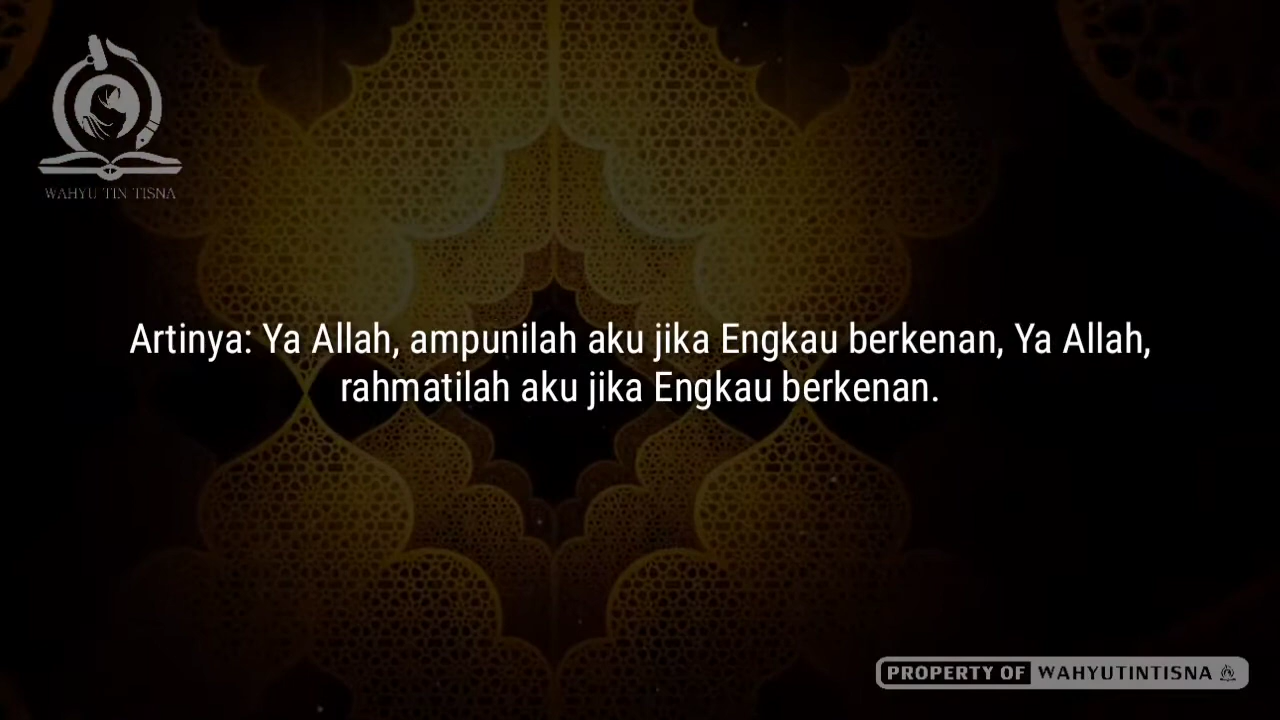 WAHYU TIN TISNA
Artinya: Ya Allah, ampunilah aku jika Engkau berkenan, Ya Allah,
rahmatilah aku jika Engkau berkenan.
PROPERTY OF WAHYUTINTISNA